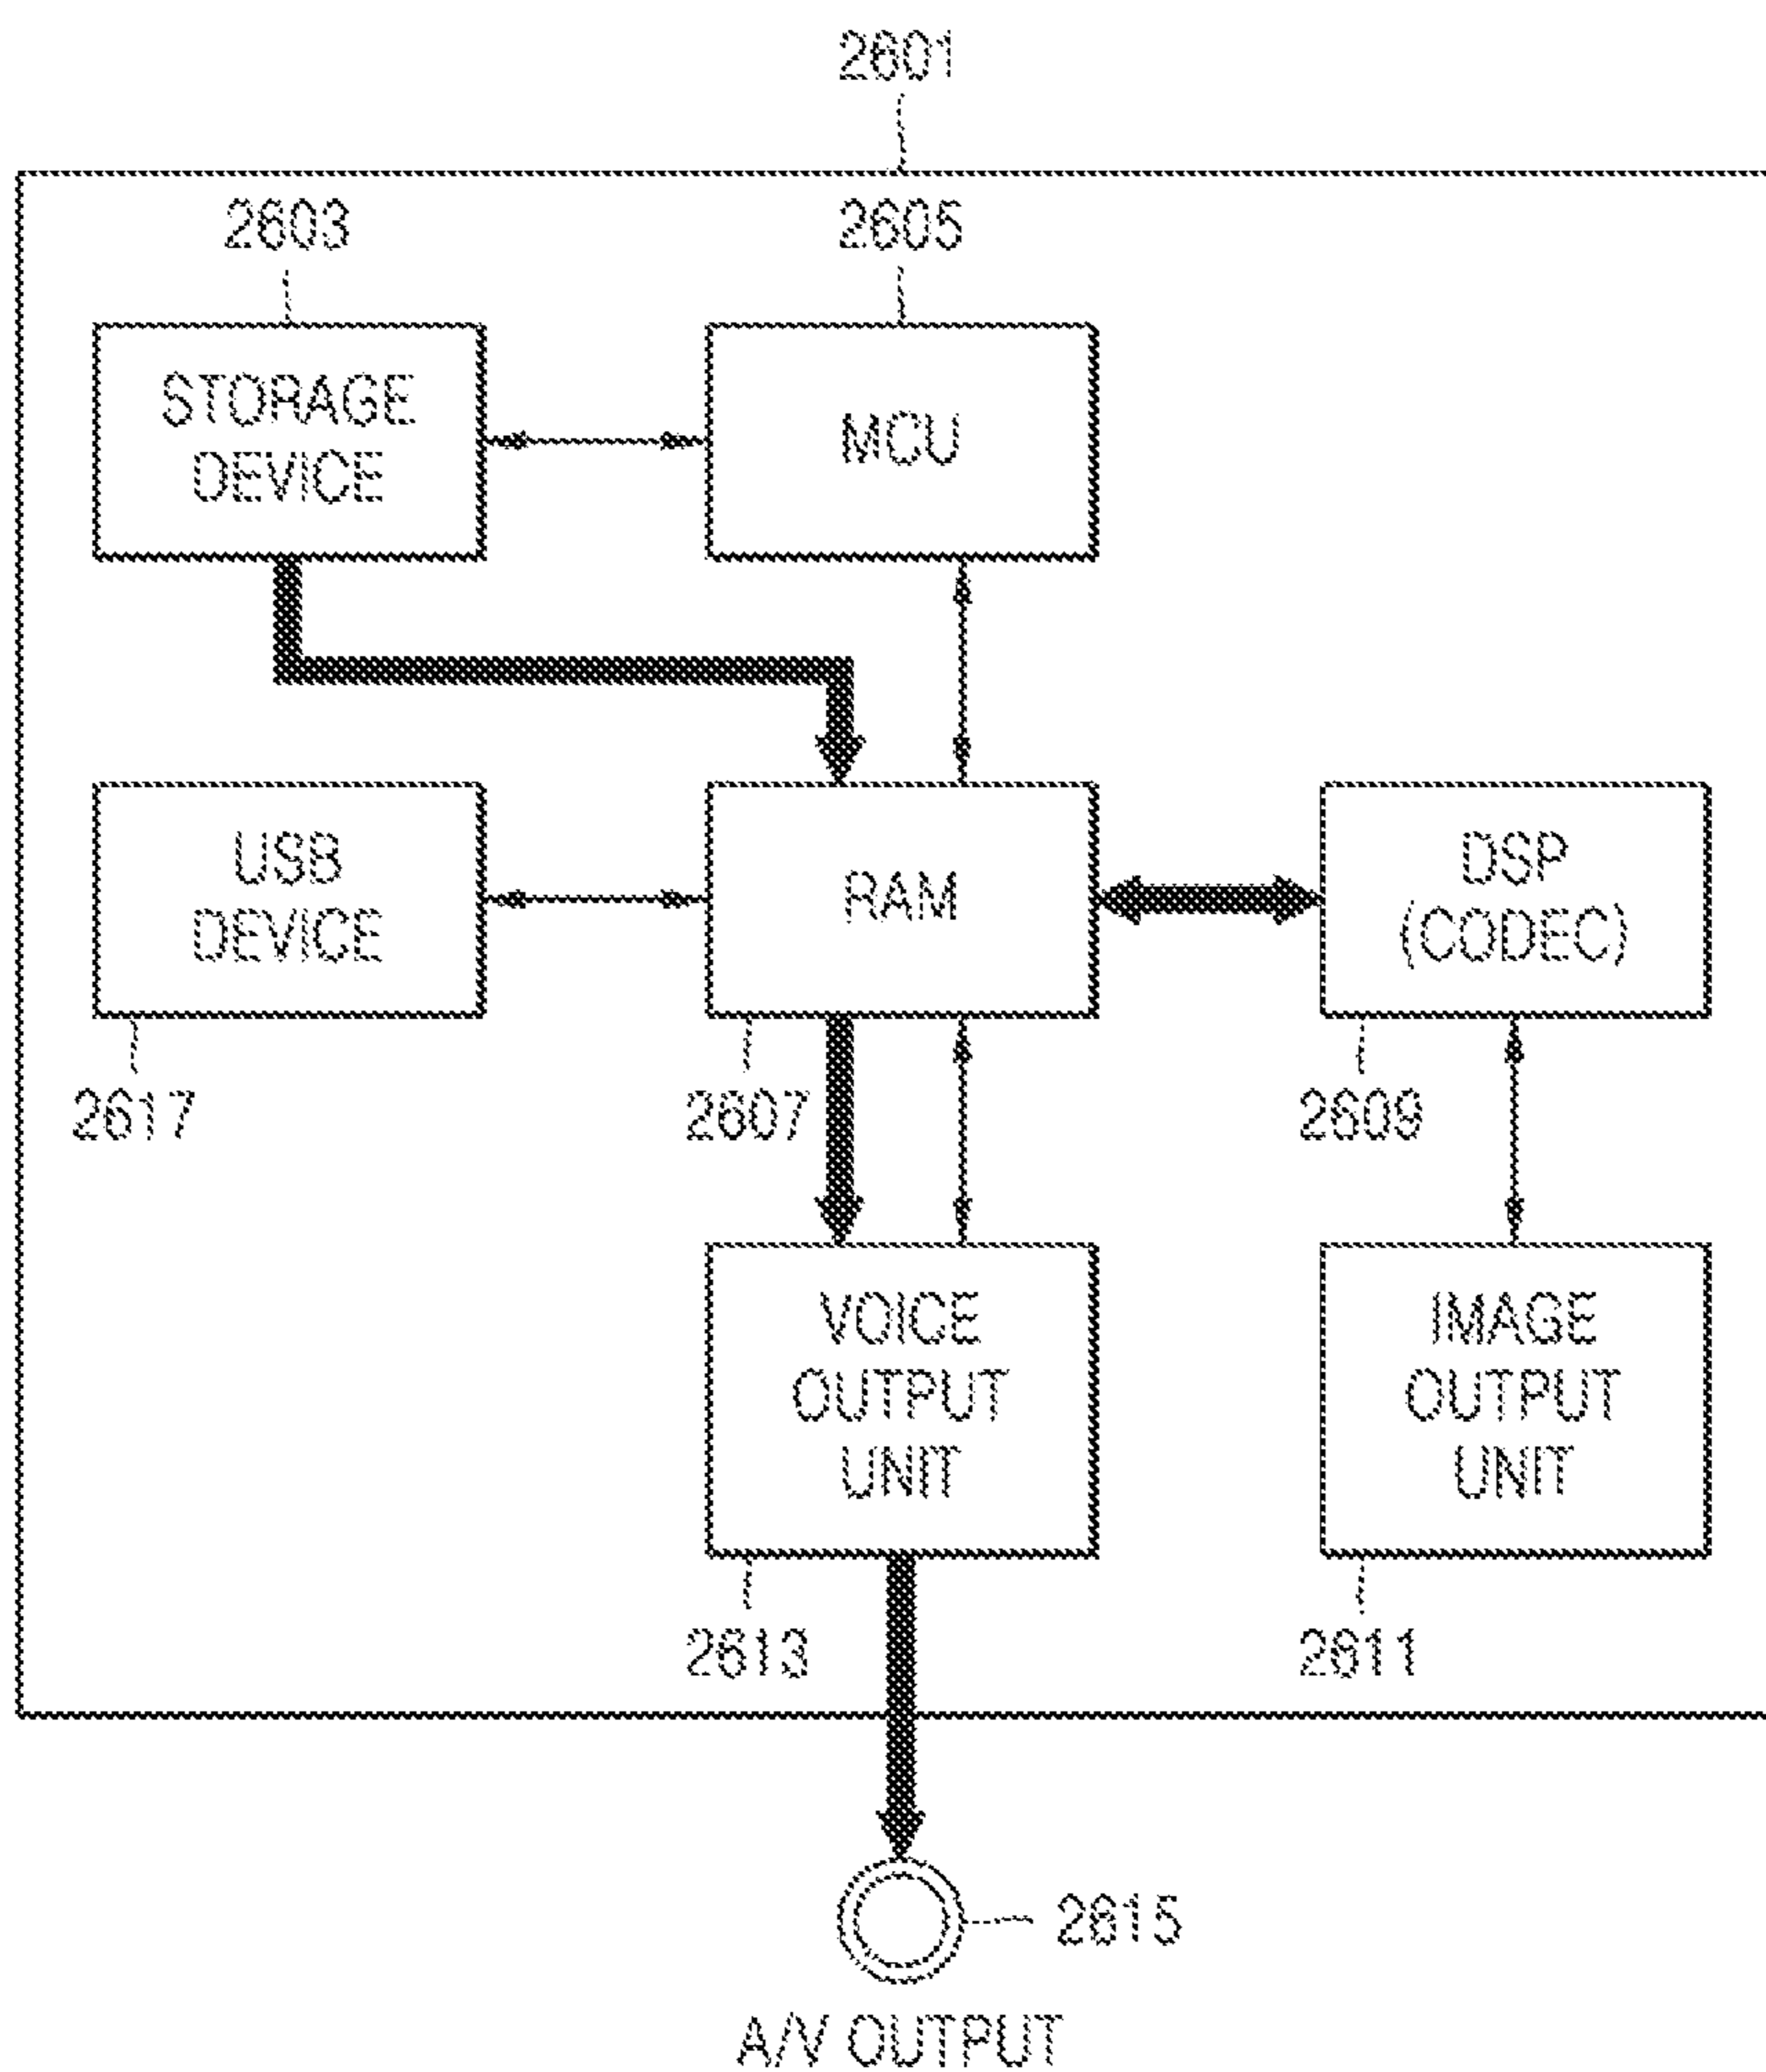 2601
2603
2605
STORAGE
DEVICE
MCU
USB
DEVICE
RAM
DSP
(CODEC)
2617
2607
2609
VOICE
OUTPUT
UNIT
IMAGE
OUTPUT
UNIT
2613
2611
2615
A/V OUTPUT